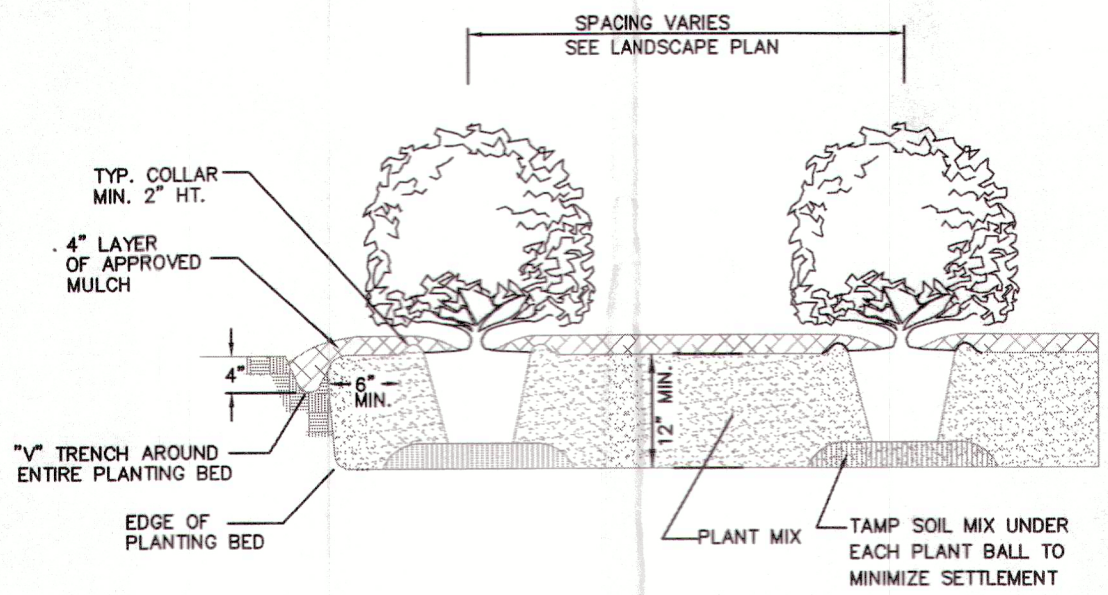 SPACING VARIES
SEE LANDSCAPE PLAN
TYP. COLLAR
MIN. 2" HT.
. 4" LAYER
OF APPROVED
MULCH
4"
6"
MIN.
12" MIN.
"V" TRENCH AROUND
ENTIRE PLANTING BED
EDGE OF
PLANTING BED
PLANT MIX
TAMP SOIL MIX UNDER
EACH PLANT BALL TO
MINIMIZE SETTLEMENT